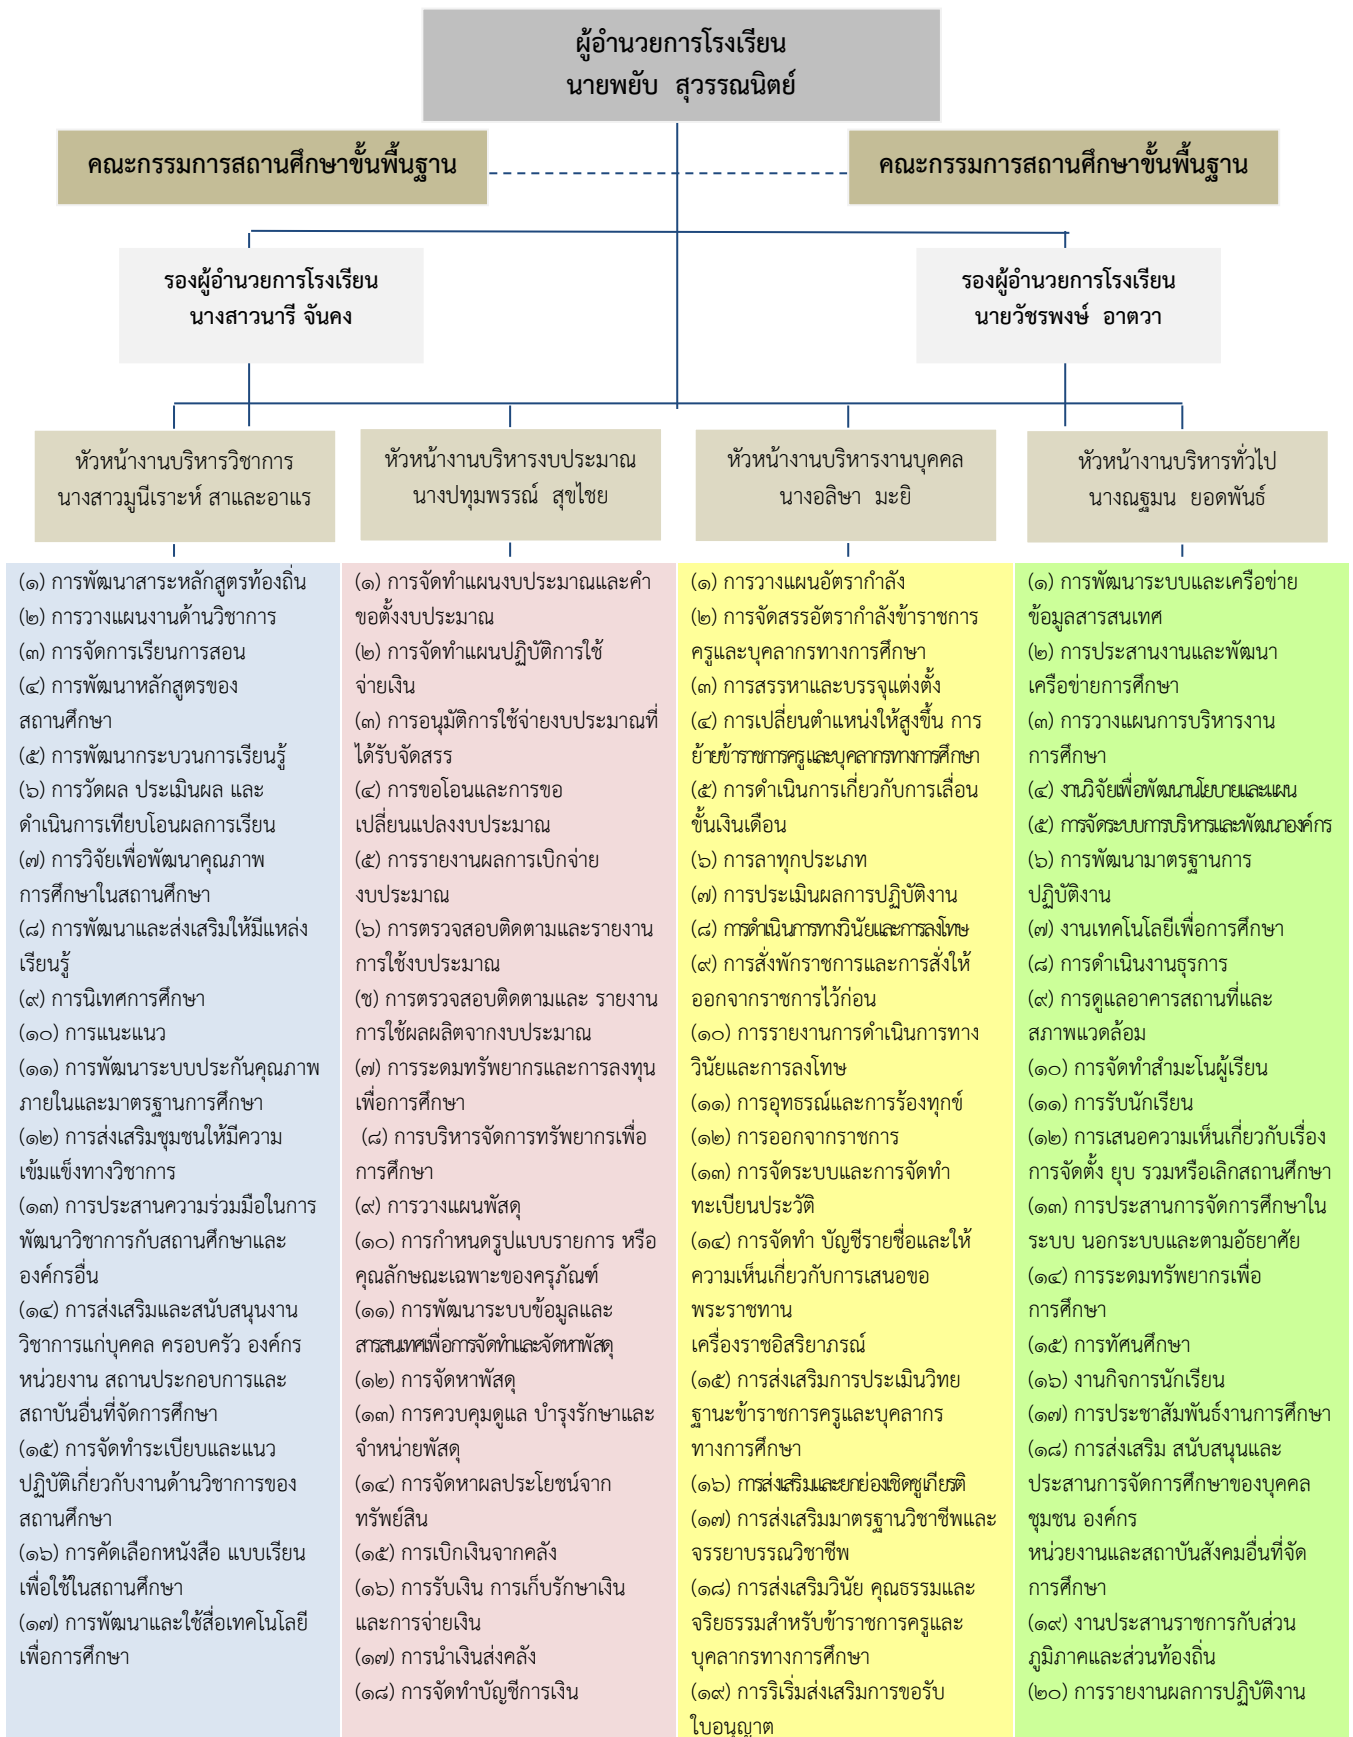 ผู้อำนวยการโรงเรียน
นายพยับ สุวรรณนิตย์
คณะกรรมการสถานศึกษาขั้นพื้นฐาน
คณะกรรมการสถานศึกษาขั้นพื้นฐาน
รองผู้อำนวยการโรงเรียน
นางสาวนารี จันคง
รองผู้อำนวยการโรงเรียน
นายวัชรพงษ์ อาตวา
หัวหน้างานบริหารวิชาการ
นางสาวมูนีเราะห์ สาและอาแร
หัวหน้างานบริหารงบประมาณ
นางปทุมพรรณ์ สุขไชย
หัวหน้างานบริหารงานบุคคล
นางอลิษา มะยิ
หัวหน้างานบริหารทั่วไป
นางณฐมน ยอดพันธ์
(๑) การพัฒนาสาระหลักสูตรท้องถิ่น
(๒) การวางแผนงานด้านวิชาการ
(๓) การจัดการเรียนการสอน
(๔) การพัฒนาหลักสูตรของ
สถานศึกษา
(๕) การพัฒนากระบวนการเรียนรู้
(๖) การวัดผล ประเมินผล และ
ดำเนินการเทียบโอนผลการเรียน
(๗) การวิจัยเพื่อพัฒนาคุณภาพ
การศึกษาในสถานศึกษา
(๘) การพัฒนาและส่งเสริมให้มีแหล่ง
เรียนรู้
(๙) การนิเทศการศึกษา
(๑๐) การแนะแนว
(๑๑) การพัฒนาระบบประกันคุณภาพ
ภายในและมาตรฐานการศึกษา
(๑๒) การส่งเสริมชุมชนให้มีความ
เข้มแข็งทางวิชาการ
(๑๓) การประสานความร่วมมือในการ
พัฒนาวิชาการกับสถานศึกษาและ
องค์กรอื่น
(๑๔) การส่งเสริมและสนับสนุนงาน
วิชาการแก่บุคคล ครอบครัว องค์กร
หน่วยงาน สถานประกอบการและ
สถาบันอื่นที่จัดการศึกษา
(๑๕) การจัดทำระเบียบและแนว
ปฏิบัติเกี่ยวกับงานด้านวิชาการของ
สถานศึกษา
(๑๖) การคัดเลือกหนังสือ แบบเรียน
เพื่อใช้ในสถานศึกษา
(๑๗) การพัฒนาและใช้สื่อเทคโนโลยี
เพื่อการศึกษา
(๑) การจัดทำแผนงบประมาณและคำ
ขอตั้งงบประมาณ
(๒) การจัดทำแผนปฏิบัติการใช้
จ่ายเงิน
(๓) การอนุมัติการใช้จ่ายงบประมาณที่
ได้รับจัดสรร
(๔) การขอโอนและการขอ
เปลี่ยนแปลงงบประมาณ
(๕) การรายงานผลการเบิกจ่าย
งบประมาณ
(๖) การตรวจสอบติดตามและรายงาน
การใช้งบประมาณ
(ช) การตรวจสอบติดตามและ รายงาน
การใช้ผลผลิตจากงบประมาณ
(๗) การระดมทรัพยากรและการลงทุน
เพื่อการศึกษา
(๘) การบริหารจัดการทรัพยากรเพื่อ
การศึกษา
(๙) การวางแผนพัสดุ
(๑๐) การกำหนดรูปแบบรายการ หรือ
คุณลักษณะเฉพาะของครุภัณฑ์
(๑๑) การพัฒนาระบบข้อมูลและ
สารสนเทศเพื่อการจัดทำและจัดหาพัสดุ
(๑๒) การจัดหาพัสดุ
(๑๓) การควบคุมดูแล บำรุงรักษาและ
จำหน่ายพัสดุ
(๑๔) การจัดหาผลประโยชน์จาก
ทรัพย์สิน
(๑๕) การเบิกเงินจากคลัง
(๑๖) การรับเงิน การเก็บรักษาเงิน
และการจ่ายเงิน
(๑๗) การนำเงินส่งคลัง
(๑๘) การจัดทำบัญชีการเงิน
(๑) การวางแผนอัตรากำลัง
(๒) การจัดสรรอัตรากำลังข้าราชการ
ครูและบุคลากรทางการศึกษา
(๓) การสรรหาและบรรจุแต่งตั้ง
(๔) การเปลี่ยนตำแหน่งให้สูงขึ้น การ
ย้ายข้าราชการครูและบุคลากรทางการศึกษา
(๕) การดำเนินการเกี่ยวกับการเลื่อน
ขั้นเงินเดือน
(๖) การลาทุกประเภท
(๗) การประเมินผลการปฏิบัติงาน
(๘) การดำเนินการทางวินัยและการลงโทษ
(๙) การสั่งพักราชการและการสั่งให้
ออกจากราชการไว้ก่อน
(๑๐) การรายงานการดำเนินการทาง
วินัยและการลงโทษ
(๑๑) การอุทธรณ์และการร้องทุกข์
(๑๒) การออกจากราชการ
(๑๓) การจัดระบบและการจัดทำ
ทะเบียนประวัติ
(๑๔) การจัดทำ บัญชีรายชื่อและให้
ความเห็นเกี่ยวกับการเสนอขอ
พระราชทาน
เครื่องราชอิสริยาภรณ์
(๑๕) การส่งเสริมการประเมินวิทย
ฐานะข้าราชการครูและบุคลากร
ทางการศึกษา
(๑๖) การส่งเสริมและยกย่องเชิดชูเกียรติ
(๑๗) การส่งเสริมมาตรฐานวิชาชีพและ
จรรยาบรรณวิชาชีพ
(๑๘) การส่งเสริมวินัย คุณธรรมและ
จริยธรรมสำหรับข้าราชการครูและ
บุคลากรทางการศึกษา
(๑๙) การริเริ่มส่งเสริมการขอรับ
ใบอนุญาต
(๑) การพัฒนาระบบและเครือข่าย
ข้อมูลสารสนเทศ
(๒) การประสานงานและพัฒนา
เครือข่ายการศึกษา
(๓) การวางแผนการบริหารงาน
การศึกษา
(๔) งานวิจัยเพื่อพัฒนานโยบายและแผน
(๕) การจัดระบบการบริหารและพัฒนาองค์กร
(๖) การพัฒนามาตรฐานการ
ปฏิบัติงาน
(๗) งานเทคโนโลยีเพื่อการศึกษา
(๘) การดำเนินงานธุรการ
(๙) การดูแลอาคารสถานที่และ
สภาพแวดล้อม
(๑๐) การจัดทำสำมะโนผู้เรียน
(๑๑) การรับนักเรียน
(๑๒) การเสนอความเห็นเกี่ยวกับเรื่อง
การจัดตั้ง ยุบ รวมหรือเลิกสถานศึกษา
(๑๓) การประสานการจัดการศึกษาใน
ระบบ นอกระบบและตามอัธยาศัย
(๑๔) การระดมทรัพยากรเพื่อ
การศึกษา
(๑๕) การทัศนศึกษา
(๑๖) งานกิจการนักเรียน
(๑๗) การประชาสัมพันธ์งานการศึกษา
(๑๘) การส่งเสริม สนับสนุนและ
ประสานการจัดการศึกษาของบุคคล
ชุมชน องค์กร
หน่วยงานและสถาบันสังคมอื่นที่จัด
การศึกษา
(๑๙) งานประสานราชการกับส่วน
ภูมิภาคและส่วนท้องถิ่น
(๒๐) การรายงานผลการปฏิบัติงาน